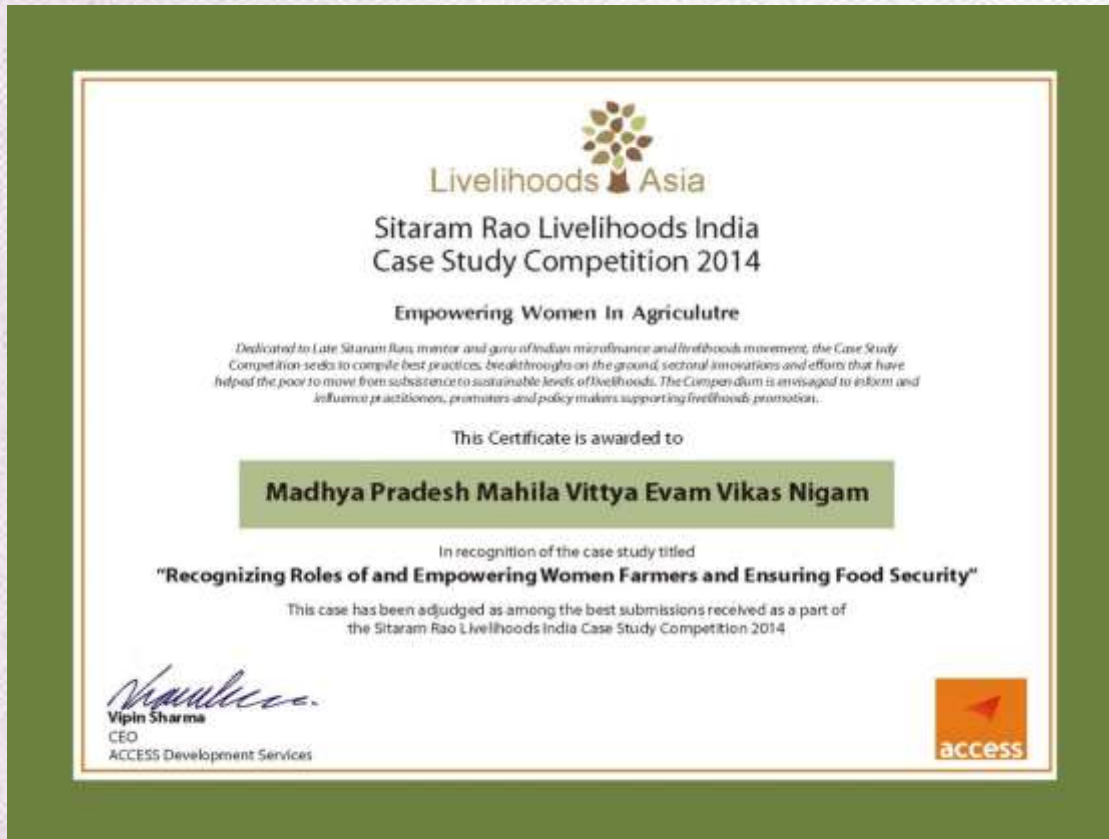 Livelihoods Asia
Sitaram Rao Livelihoods India
Case Study Competition 2014
Empowering Women In Agriculutre
Dedicated to Late Sitaram Rao, mentor and guru of Indian microfinance and livelihoods movement, the Case Study
Competition seeks to compile best practices, breakthroughs on the ground, sectoral innovations and efforts that have
helped the poor to move from subsistence to sustainable levels of livelihoods. The Compendium is envisaged to inform and
influence practitioners, promoters and policy makers supporting livelihoods promotion.
This Certificate is awarded to
Madhya Pradesh Mahila Vittya Evam Vikas Nigam
In recognition of the case study titled
"Recognizing Roles of and Empowering Women Farmers and Ensuring Food Security"
This case has been adjudged as among the best submissions received as a part of
the Sitaram Rao Livelihoods India Case Study Competition 2014
Vipin Sharma
CEO
ACCESS Development Services
access